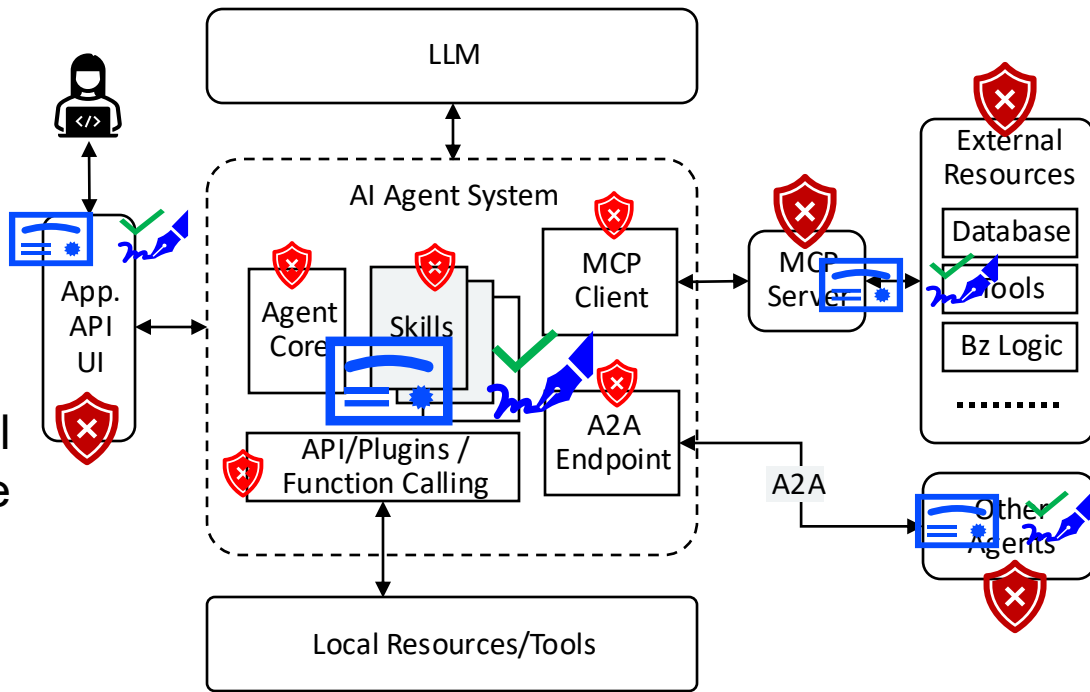 LLM
</>
External
Resources
AI Agent System
Database
MCP
Client
MCP
Server
Tools
App.
API
UI
Agent
Core
Skills
Bz Logic
l
e
A2A
Endpoint
API/Plugins /
Function Calling
A2A
Other
Agents
Local Resources/Tools